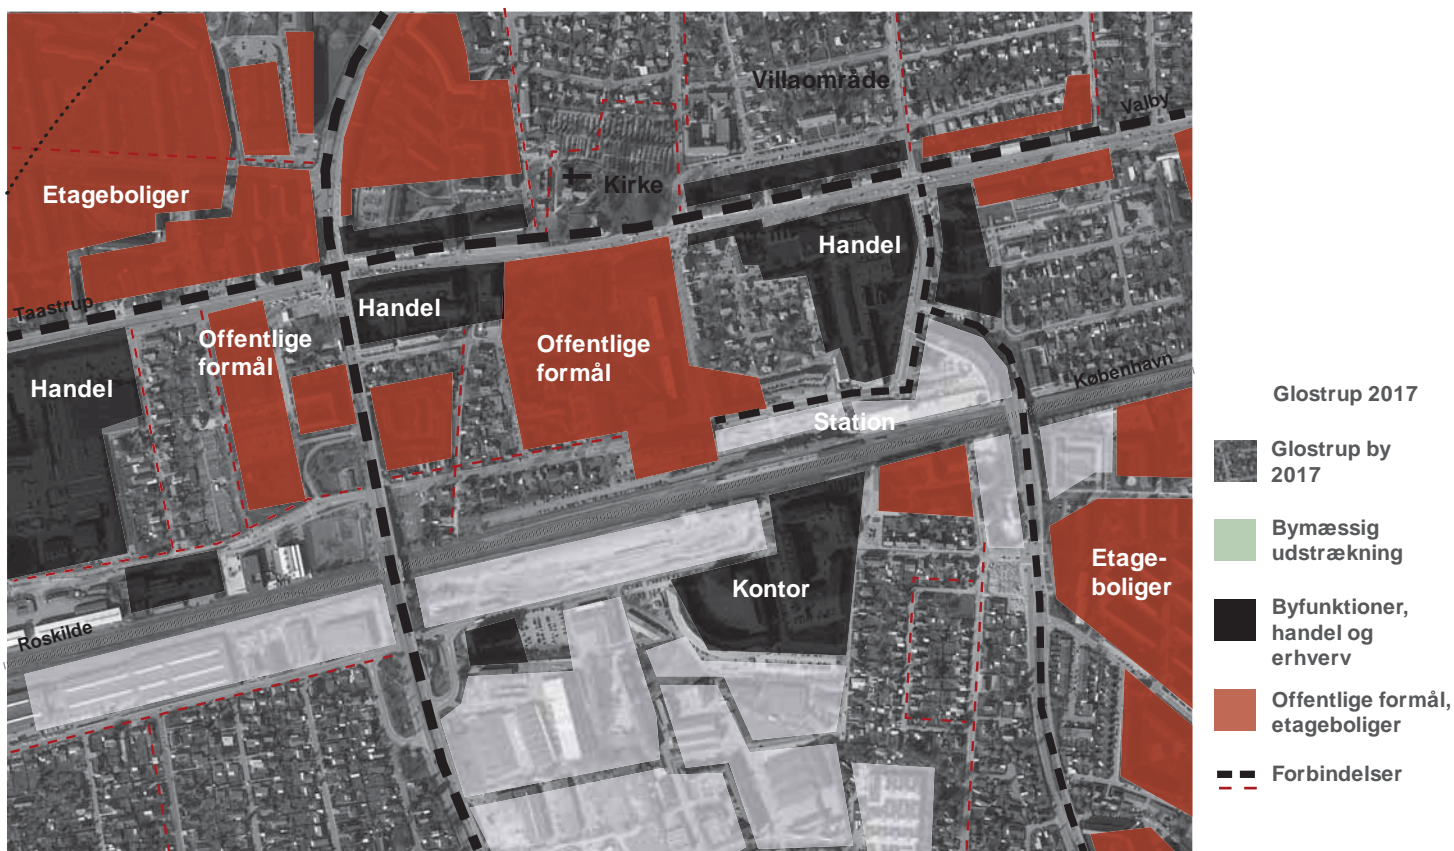 Villaområde
Valby
Etageboliger
Kirke
Handel
Taastrup
Handel
Offentlige
formål
Offentlige
formål
Handel
København
Station
Etage-
boliger
Kontor
Roskilde
Glostrup 2017
Glostrup by
2017
Bymæssig
udstrækning
Byfunktioner,
handel og
erhverv
Offentlige formål,
etageboliger
Forbindelser